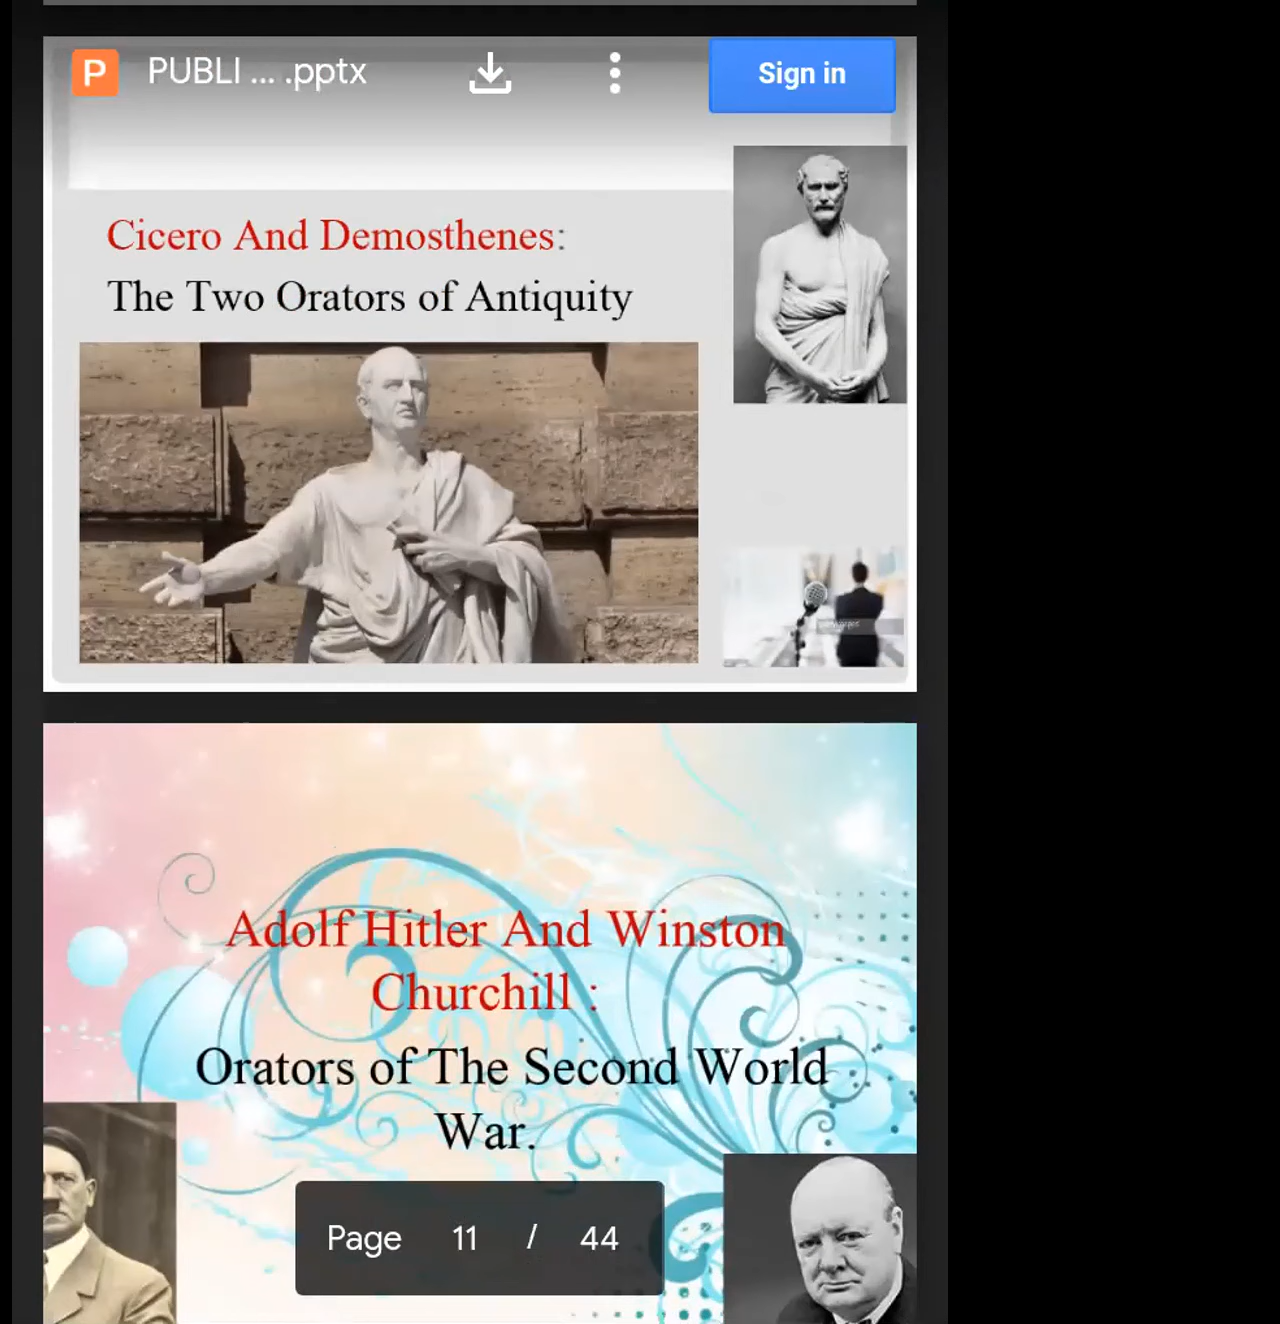 P PUBLI ... .pptx Sign in
Cicero And Demosthenes:
The Two Orators of Antiquity
Adolf Hitler And Winston
Churchill :
Orators of The Second World
War.
Page 11 / 44